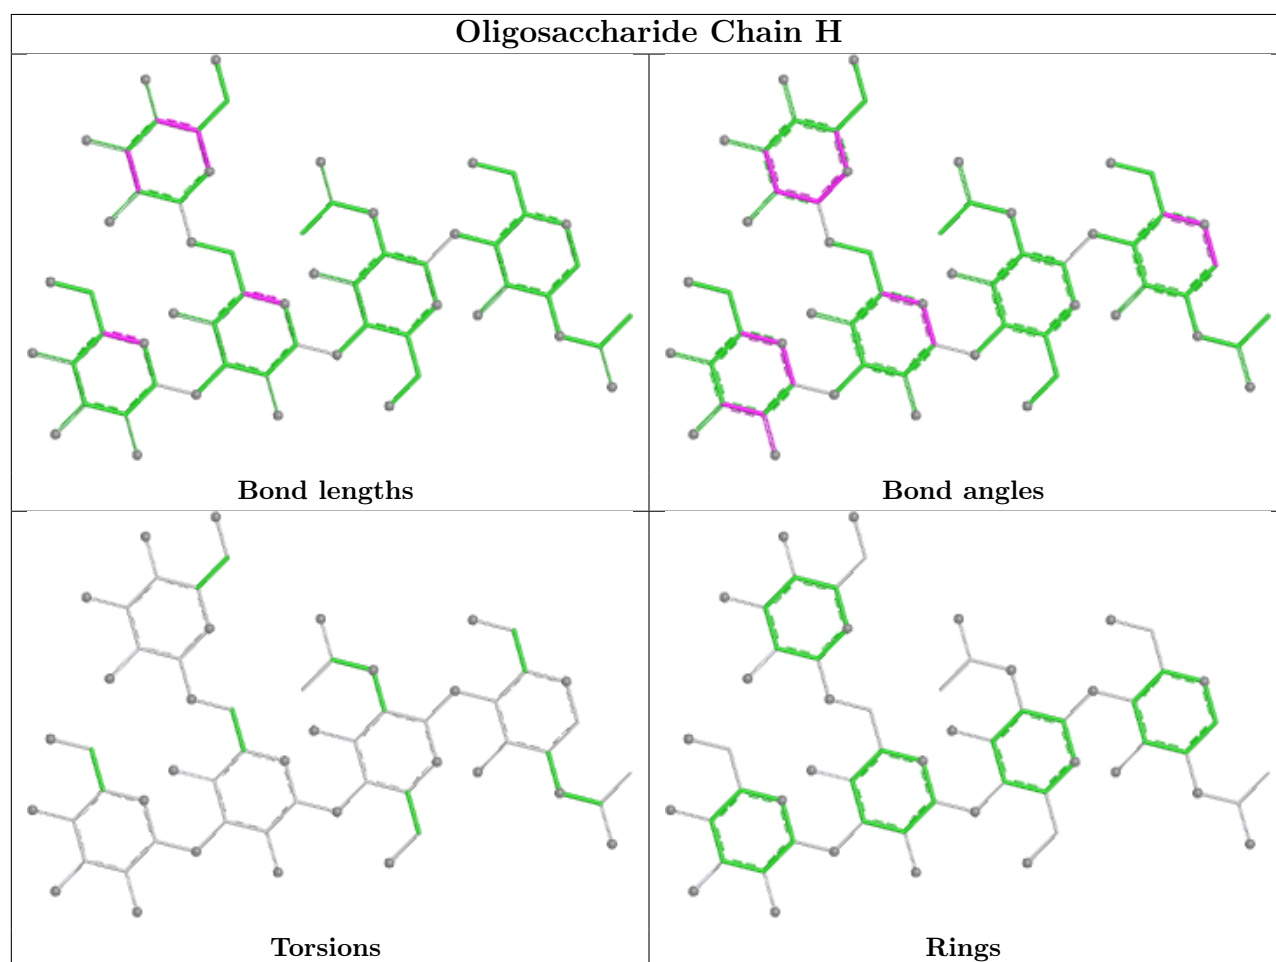 Oligosaccharide Chain H
Bond lengths
Bond angles
Torsions
Rings